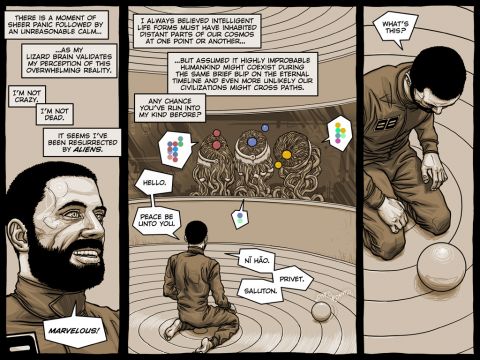 THERE IS A MOMENT OF
SHEER PANIC FOLLOWED BY
AN UNREASONABLE CALM...
...AS MY
LIZARD BRAIN VALIDATES
MY PERCEPTION OF THIS
OVERWHELMING REALITY.
I'M NOT
CRAZY.
I'M NOT
DEAD.
IT SEEMS I'VE
BEEN RESURRECTED
BY ALIENS.
MARVELOUS!
I ALWAYS BELIEVED INTELLIGENT
LIFE FORMS MUST HAVE INHABITED
DISTANT PARTS OF OUR COSMOS
AT ONE POINT OR ANOTHER...
...BUT ASSUMED IT HIGHLY IMPROBABLE
HUMANKIND MIGHT COEXIST DURING
THE SAME BRIEF BLIP ON THE ETERNAL
TIMELINE AND EVEN MORE UNLIKELY OUR
CIVILIZATIONS MIGHT CROSS PATHS.
ANY CHANCE
YOU'VE RUN INTO
MY KIND BEFORE?
HELLO.
PEACE BE
UNTO YOU.
NĬ HĂO.
PRIVET.
SALUTON.
WHAT'S
THIS?